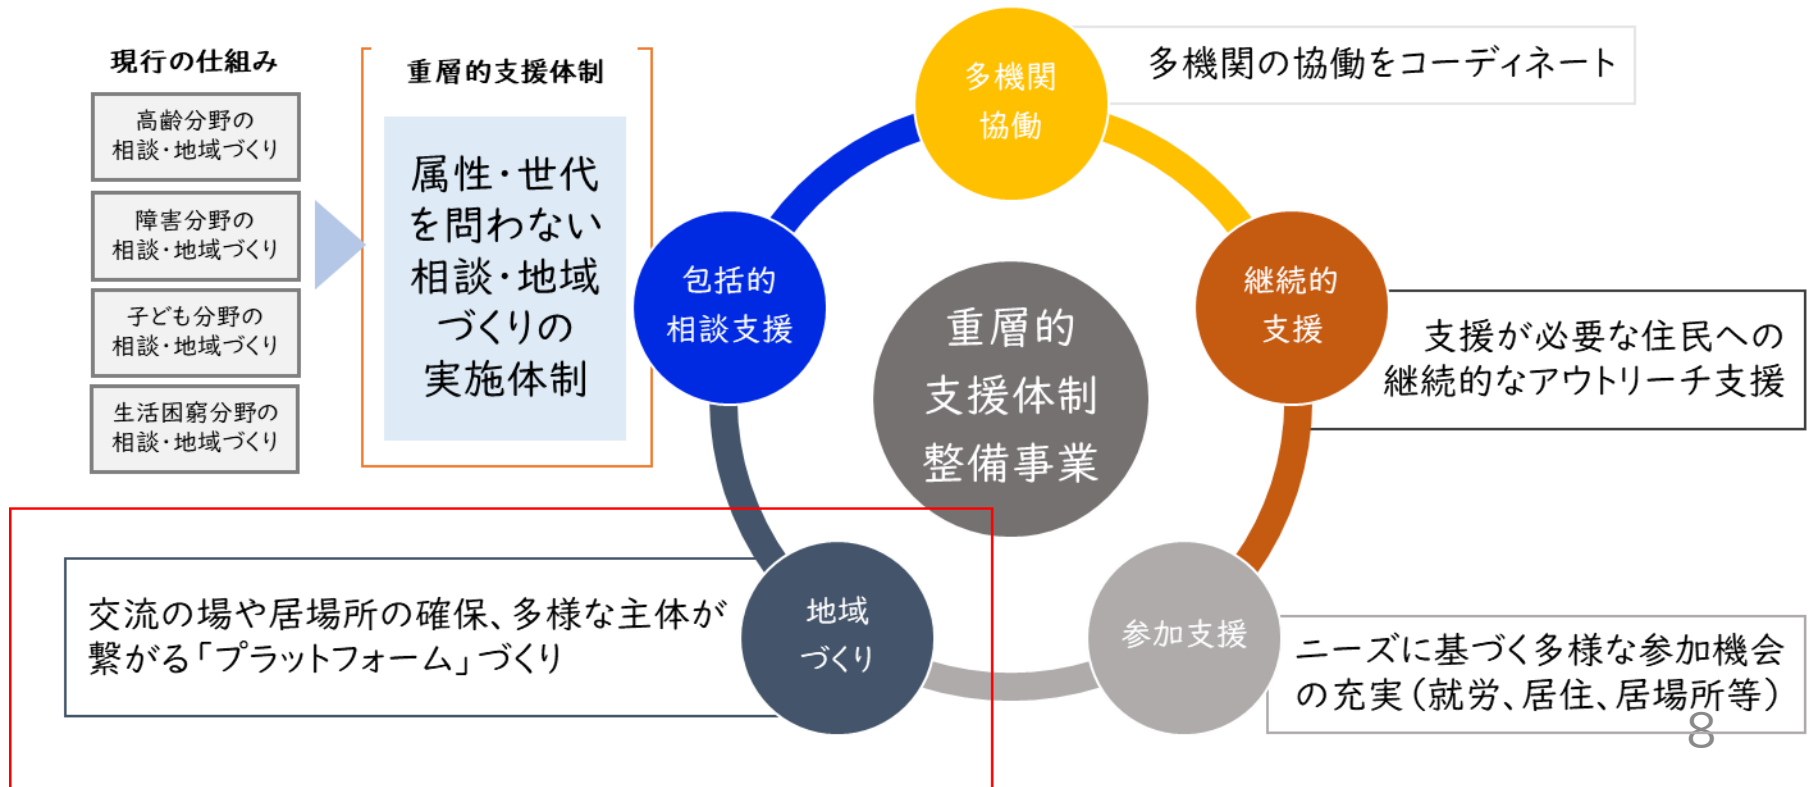 現行の仕組み
高齢分野の
相談・地域づくり
障害分野の
相談・地域づくり
子ども分野の
相談・地域づくり
生活困窮分野の
相談・地域づくり
重層的支援体制
属性・世代
を問わない
相談・地域
づくりの
実施体制
多機関
協働
多機関の協働をコーディネート
包括的
相談支援
継続的
支援
支援が必要な住民への
継続的なアウトリーチ支援
重層的
支援体制
整備事業
地域
づくり
交流の場や居場所の確保、多様な主体が
繋がる「プラットフォーム」づくり
参加支援
ニーズに基づく多様な参加機会
の充実（就労、居住、居場所等）
8